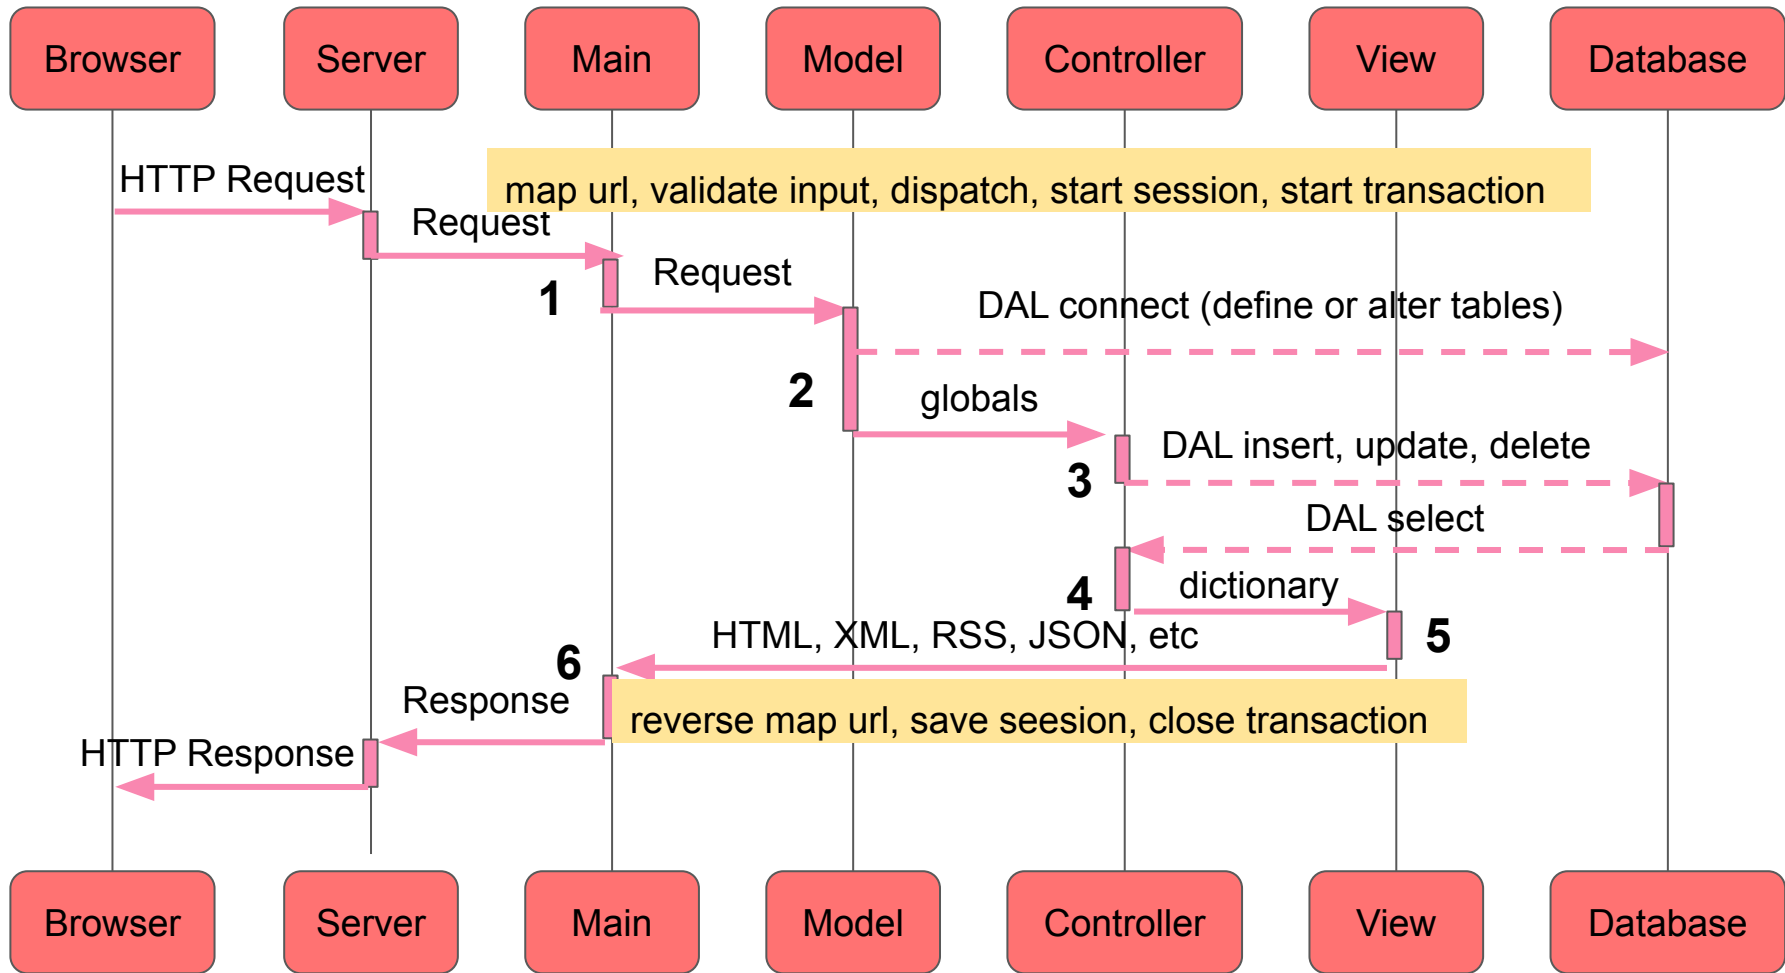 Browser
Server
Main
Model
Controller
View
Database
HTTP Request
map url, validate input, dispatch, start session, start transaction
Request
1
Request
DAL connect (define or alter tables)
2
globals
3
DAL insert, update, delete
DAL select
4
dictionary
HTML, XML, RSS, JSON, etc
5
6
Response
reverse map url, save seesion, close transaction
HTTP Response
Browser
Server
Main
Model
Controller
View
Database